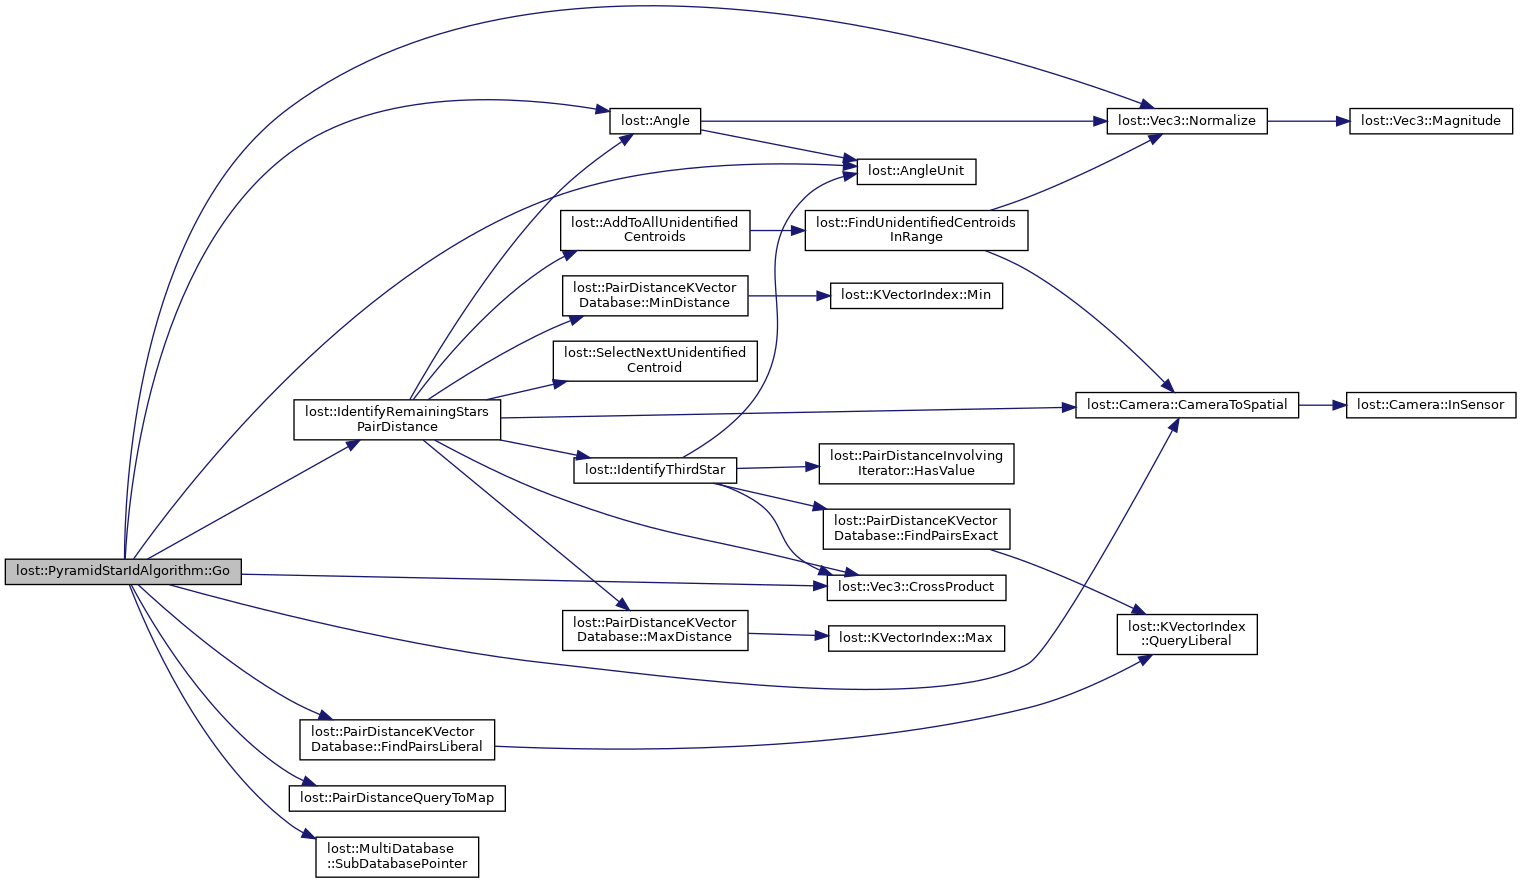 lost::Angle
lost::Vec3::Normalize
lost::Vec3::Magnitude
lost::AngleUnit
lost::AddToAllUnidentified
Centroids
lost::FindUnidentifiedCentroids
InRange
lost::PairDistanceKVector
Database::MinDistance
lost::KVectorIndex::Min
lost::SelectNextUnidentified
Centroid
lost::IdentifyRemainingStars
PairDistance
lost::Camera::CameraToSpatial
lost::Camera::InSensor
lost::IdentifyThirdStar
lost::PairDistanceInvolving
Iterator::HasValue
lost::PairDistanceKVector
Database::FindPairsExact
lost::PyramidStarIdAlgorithm::Go
lost::Vec3::CrossProduct
lost::PairDistanceKVector
Database::MaxDistance
lost::KVectorIndex::Max
lost::KVectorIndex
::QueryLiberal
lost::PairDistanceKVector
Database::FindPairsLiberal
lost::PairDistanceQueryToMap
lost::MultiDatabase
::SubDatabasePointer